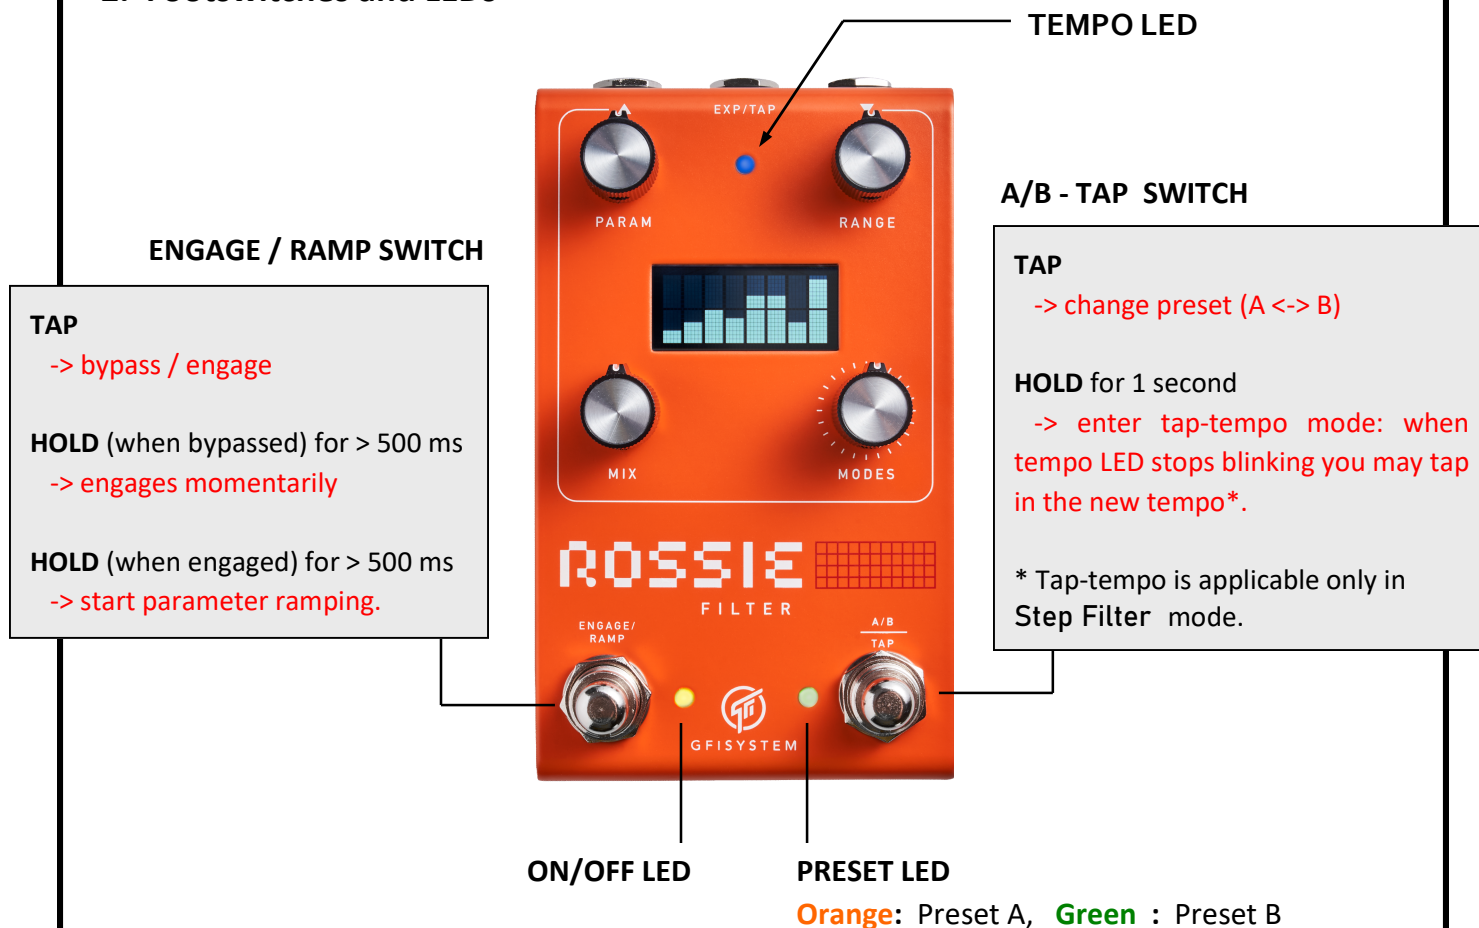 2. Footswitches and LEDs
TEMPO LED
EXP/TAP
PARAM
RANGE
A/B - TAP SWITCH
ENGAGE / RAMP SWITCH
TAP
-> bypass / engage
HOLD (when bypassed) for > 500 ms
-> engages momentarily
HOLD (when engaged) for > 500 ms
-> start parameter ramping.
TAP
-> change preset (A <-> B)
HOLD for 1 second
-> enter tap-tempo mode: when
tempo LED stops blinking you may tap
in the new tempo*.
* Tap-tempo is applicable only in
Step Filter mode.
MIX
MODES
ROSSIE
FILTER
ENGAGE/
RAMP
A/B
TAP
GFISYSTEM
ON/OFF LED
PRESET LED
Orange: Preset A, Green : Preset B